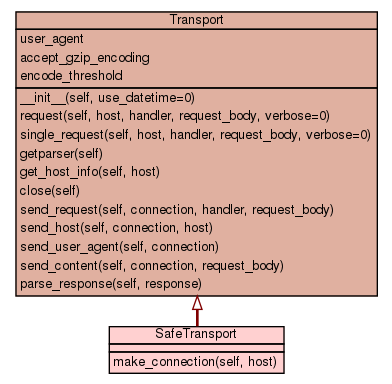 Transport
user_agent
accept_gzip_encoding
encode_threshold
__init__(self, use_datetime=0)
request(self, host, handler, request_body, verbose=0)
single_request(self, host, handler, request_body, verbose=0)
getparser(self)
get_host_info(self, host)
close(self)
send_request(self, connection, handler, request_body)
send_host(self, connection, host)
send_user_agent(self, connection)
send_content(self, connection, request_body)
parse_response(self, response)
SafeTransport
make_connection(self, host)